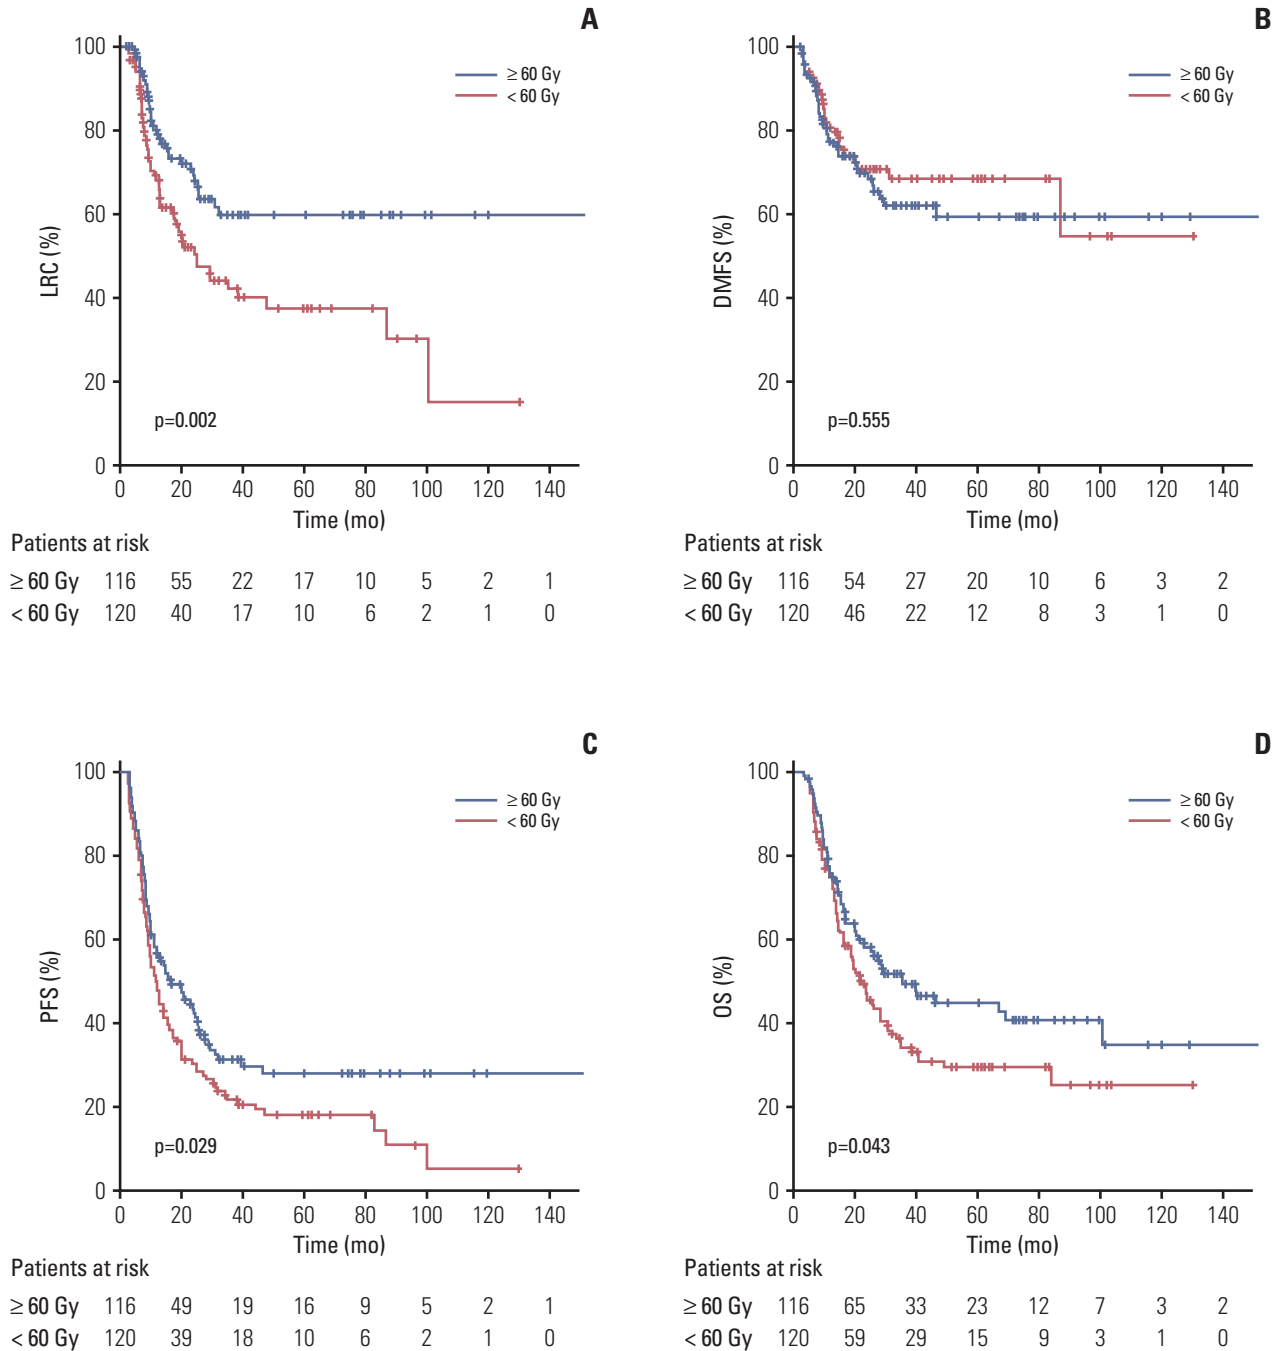 A
100
80
60
40
20
0
LRC (%)
≥ 60 Gy
< 60 Gy
p=0.002
0 20 40 60 80 100 120 140
Time (mo)
Patients at risk
≥ 60 Gy 116 55 22 17 10 5 2 1
< 60 Gy 120 40 17 10 6 2 1 0
B
100
80
60
40
20
0
DMFS (%)
≥ 60 Gy
< 60 Gy
p=0.555
0 20 40 60 80 100 120 140
Time (mo)
Patients at risk
≥ 60 Gy 116 54 27 20 10 6 3 2
< 60 Gy 120 46 22 12 8 3 1 0
C
100
80
60
40
20
0
PFS (%)
≥ 60 Gy
< 60 Gy
p=0.029
0 20 40 60 80 100 120 140
Time (mo)
Patients at risk
≥ 60 Gy 116 49 19 16 9 5 2 1
< 60 Gy 120 39 18 10 6 2 1 0
D
100
80
60
40
20
0
OS (%)
≥ 60 Gy
< 60 Gy
p=0.043
0 20 40 60 80 100 120 140
Time (mo)
Patients at risk
≥ 60 Gy 116 65 33 23 12 7 3 2
< 60 Gy 120 59 29 15 9 3 1 0